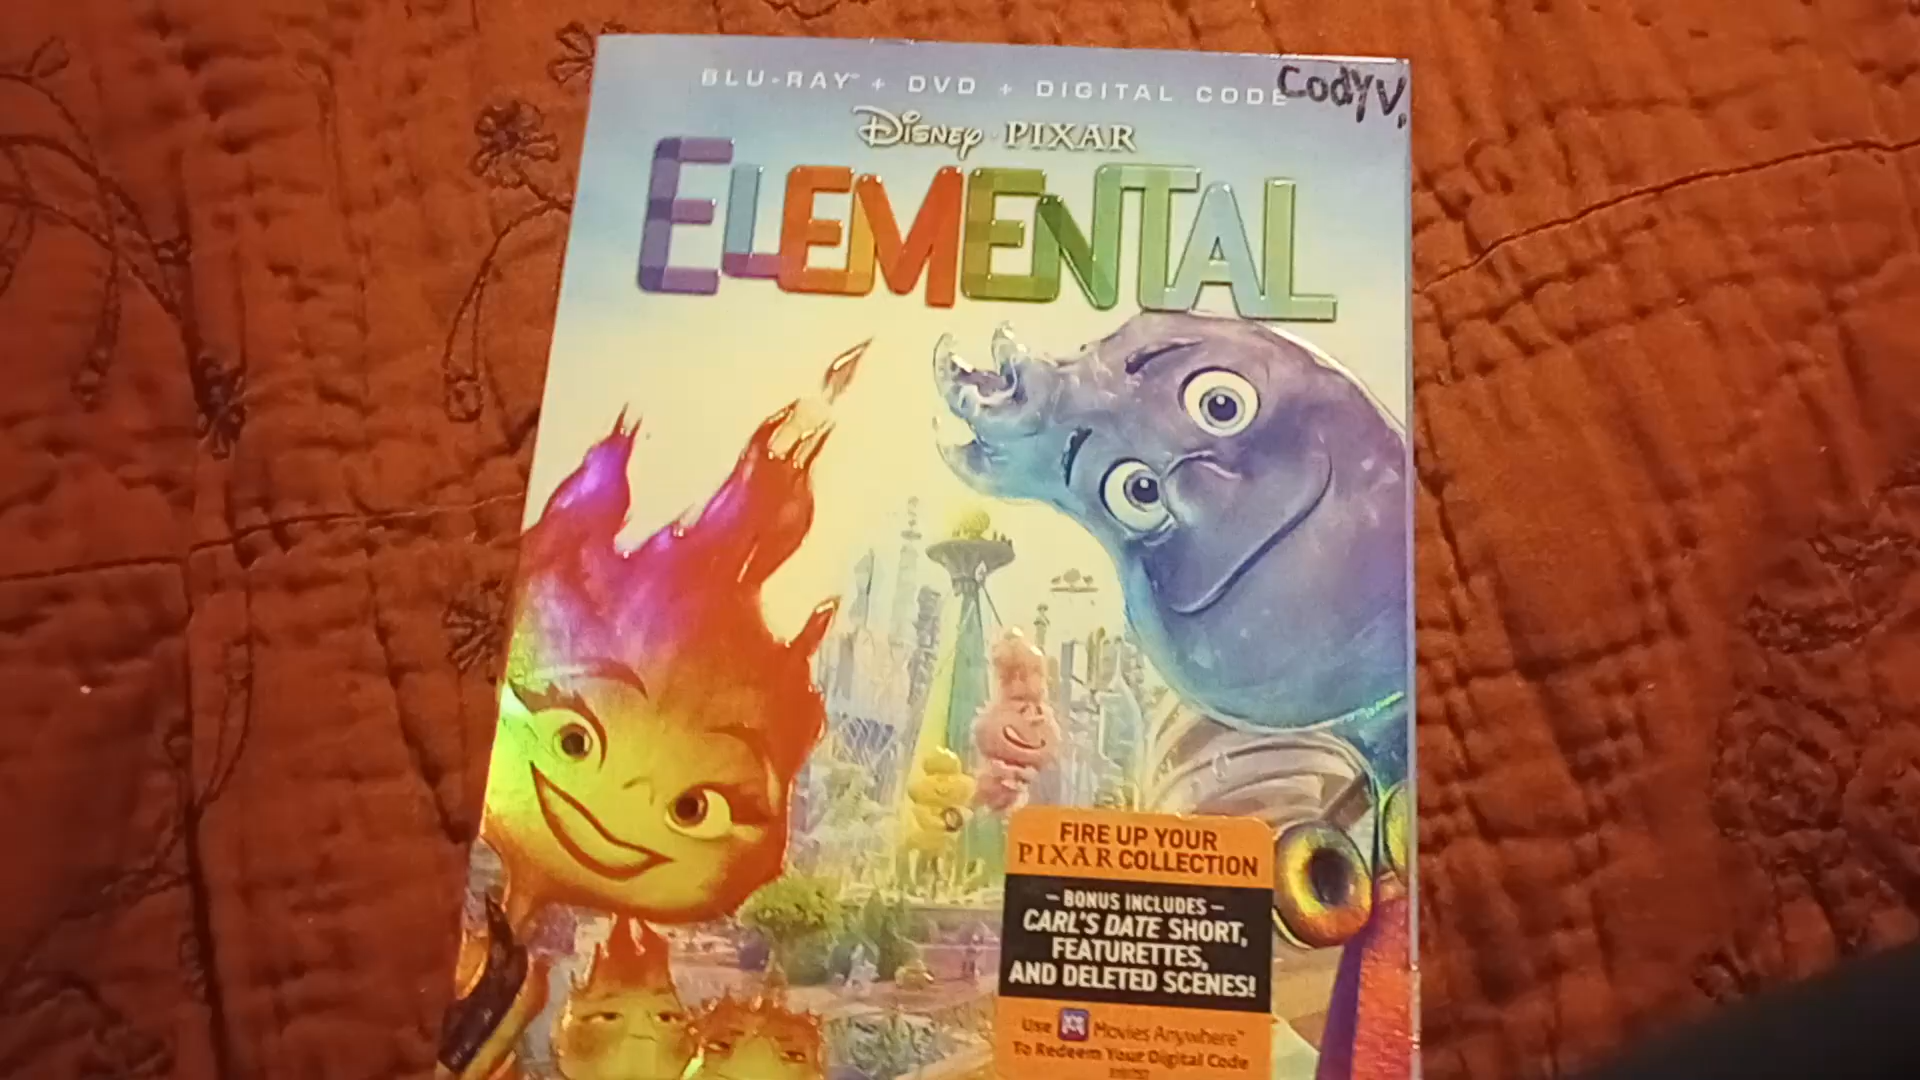 BLU-RAY™ + DVD + DIGITAL CODE
CodyV.
Disney · PIXAR
ELEMENTAL
FIRE UP YOUR
PIXAR COLLECTION
– BONUS INCLUDES –
CARL'S DATE SHORT,
FEATURETTES,
AND DELETED SCENES!
Use Movies Anywhere™
To Redeem Your Digital Code